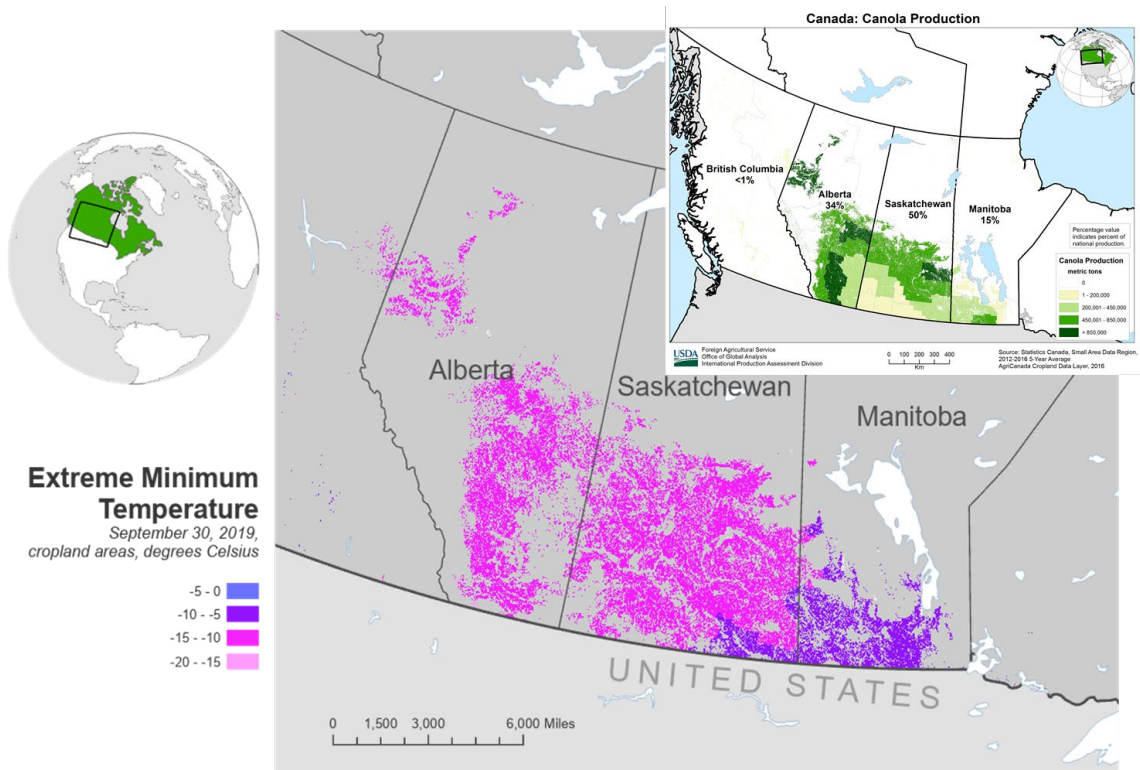 Canada: Canola Production
British Columbia
<1%
Alberta
34%
Saskatchewan
50%
Manitoba
15%
Percentage value
indicates percent of
national production.
Canola Production
metric tons
0
1 - 200,000
200,001 - 450,000
450,001 - 850,000
> 850,000
USDA
Foreign Agricultural Service
Office of Global Analysis
International Production Assessment Division
0 100 200 300 400
Km
Source: Statistics Canada, Small Area Data Region,
2012-2016 5-Year Average
AgriCanada Cropland Data Layer, 2016
Alberta
Saskatchewan
Manitoba
Extreme Minimum
Temperature
September 30, 2019,
cropland areas, degrees Celsius
-5 - 0
-10 - -5
-15 - -10
-20 - -15
UNITED STATES
0 1,500 3,000 6,000 Miles